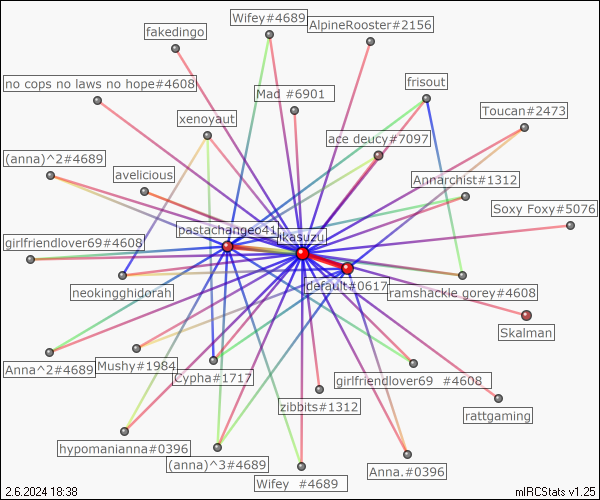 Wifey#4689
AlpineRooster#2156
fakedingo
no cops no laws no hope#4608
frisout
Mad #6901
Toucan#2473
xenoyaut
ace deucy#7097
(anna)^2#4689
avelicious
Annarchist#1312
Soxy Foxy#5076
pastachangeo41
ikasuzu
girlfriendlover69#4608
default#0617
neokingghidorah
ramshackle gorey#4608
Skalman
Anna^2#4689
Mushy#1984
Cypha#1717
girlfriendlover69 #4608
zibbits#1312
rattgaming
hypomanianna#0396
(anna)^3#4689
Anna.#0396
Wifey #4689
2.6.2024 18:38
mIRCStats v1.25